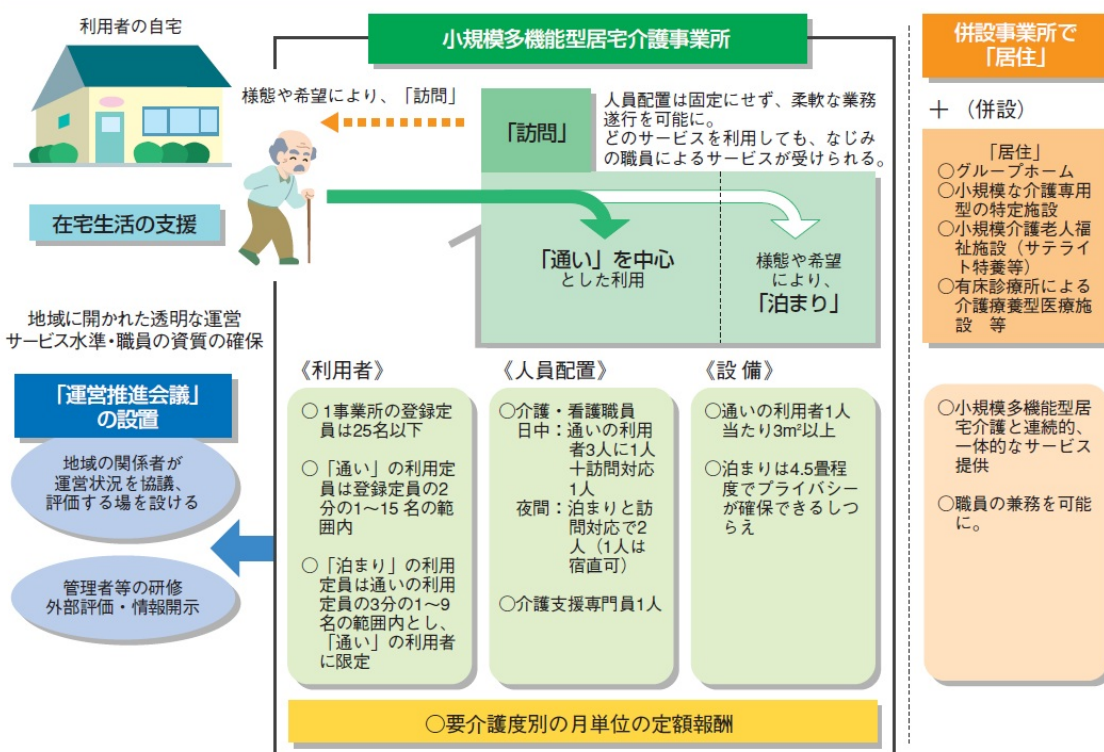 利用者の自宅
在宅生活の支援
地域に開かれた透明な運営
サービス水準・職員の資質の確保
「運営推進会議」
の設置
地域の関係者が
運営状況を協議、
評価する場を設ける
管理者等の研修
外部評価・情報開示
小規模多機能型居宅介護事業所
様態や希望により、「訪問」
「訪問」
人員配置は固定にせず、柔軟な業務
遂行を可能に。
どのサービスを利用しても、なじみ
の職員によるサービスが受けられる。
「通い」を中心
とした利用
様態や希望
により、
「泊まり」
《利用者》
○1事業所の登録定
員は25名以下
○「通い」の利用定
員は登録定員の2
分の1~15名の範
囲内
○「泊まり」の利用
定員は通いの利用
定員の3分の1~9
名の範囲内とし、
「通い」の利用者
に限定
《人員配置》
○介護・看護職員
日中：通いの利用
者3人に1人
＋訪問対応
1人
夜間：泊まりと訪
問対応で2
人（1人は
宿直可）
○介護支援専門員1人
《設 備》
○通いの利用者1人
当たり3m²以上
○泊まりは4.5畳程
度でプライバシー
が確保できるしつ
らえ
○要介護度別の月単位の定額報酬
併設事業所で
「居住」
＋（併設）
「居住」
○グループホーム
○小規模な介護専用
型の特定施設
○小規模介護老人福
祉施設（サテライ
ト特養等）
○有床診療所による
介護療養型医療施
設 等
○小規模多機能型居
宅介護と連続的、
一体的なサービス
提供
○職員の兼務を可能
に。